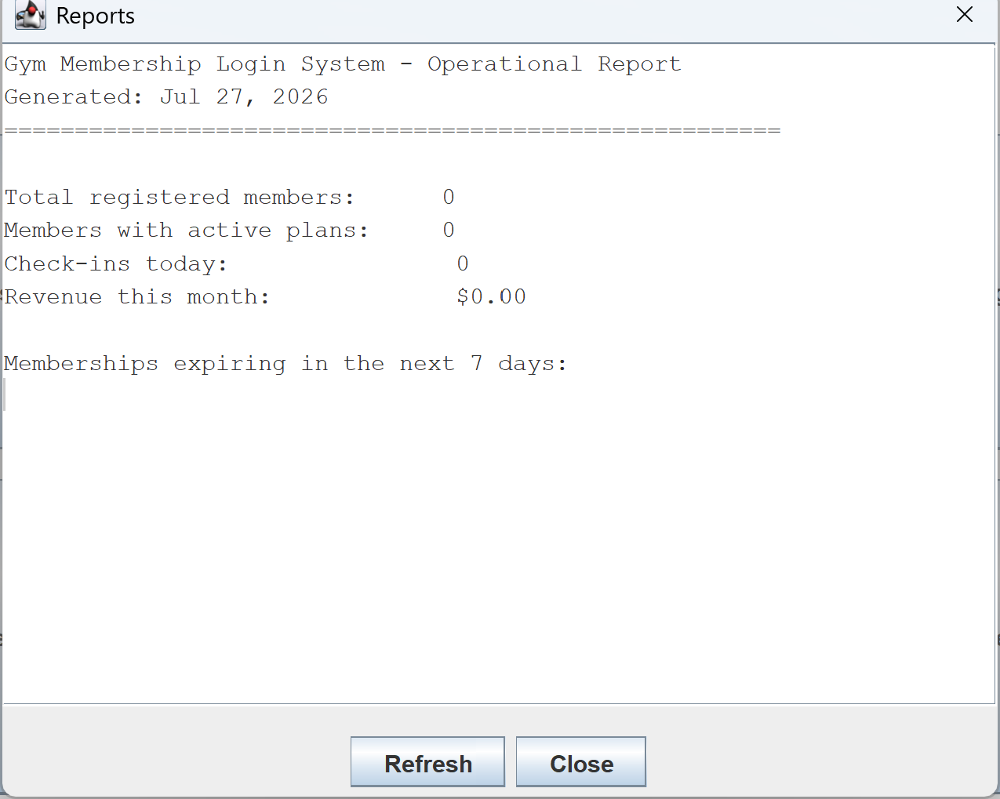 Reports
Gym Membership Login System - Operational Report
Generated: Jul 27, 2026
=======================================================
Total registered members:      0
Members with active plans:     0
Check-ins today:                0
Revenue this month:             $0.00
Memberships expiring in the next 7 days:
Refresh Close